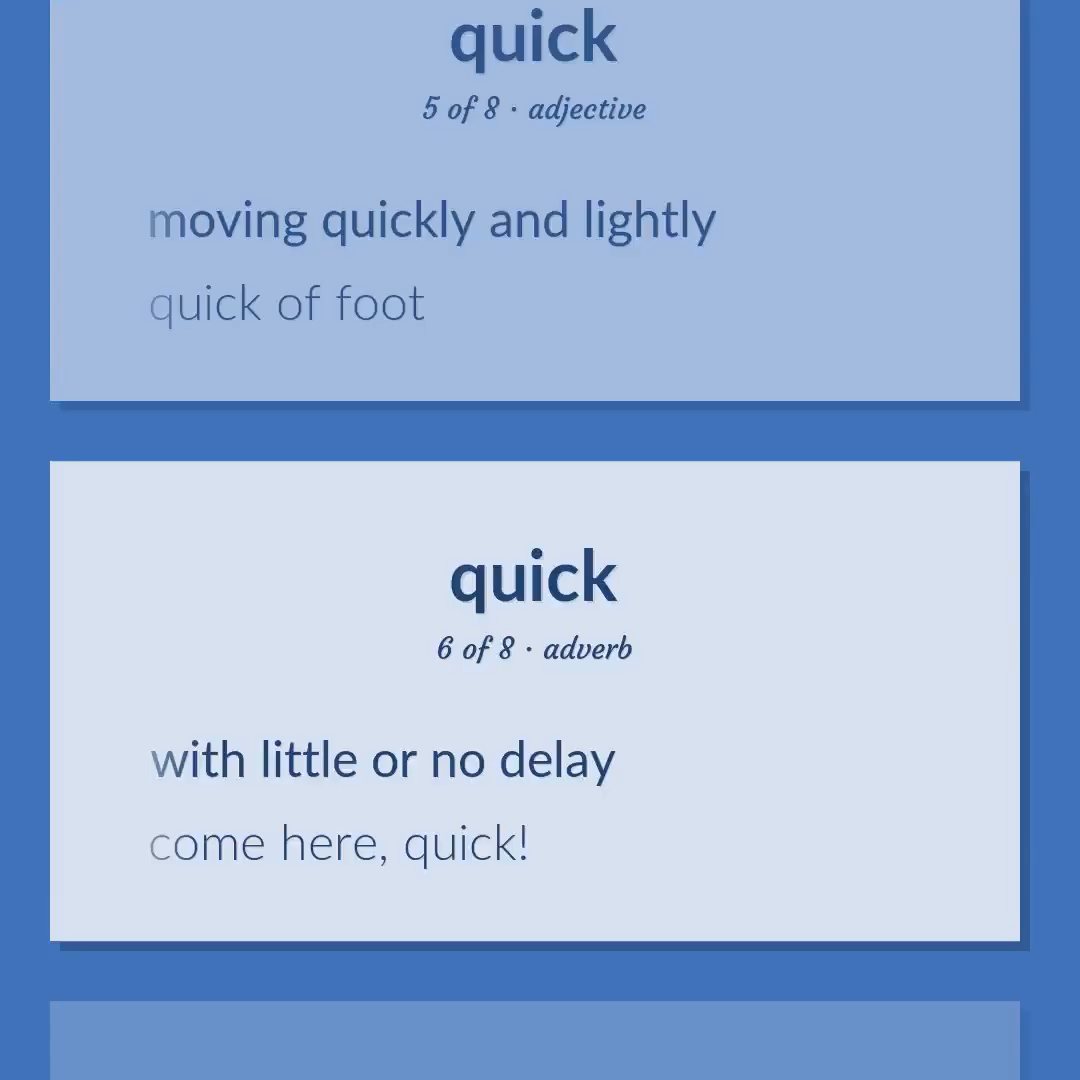 quick
5 of 8 · adjective
moving quickly and lightly
quick of foot
quick
6 of 8 · adverb
with little or no delay
come here, quick!